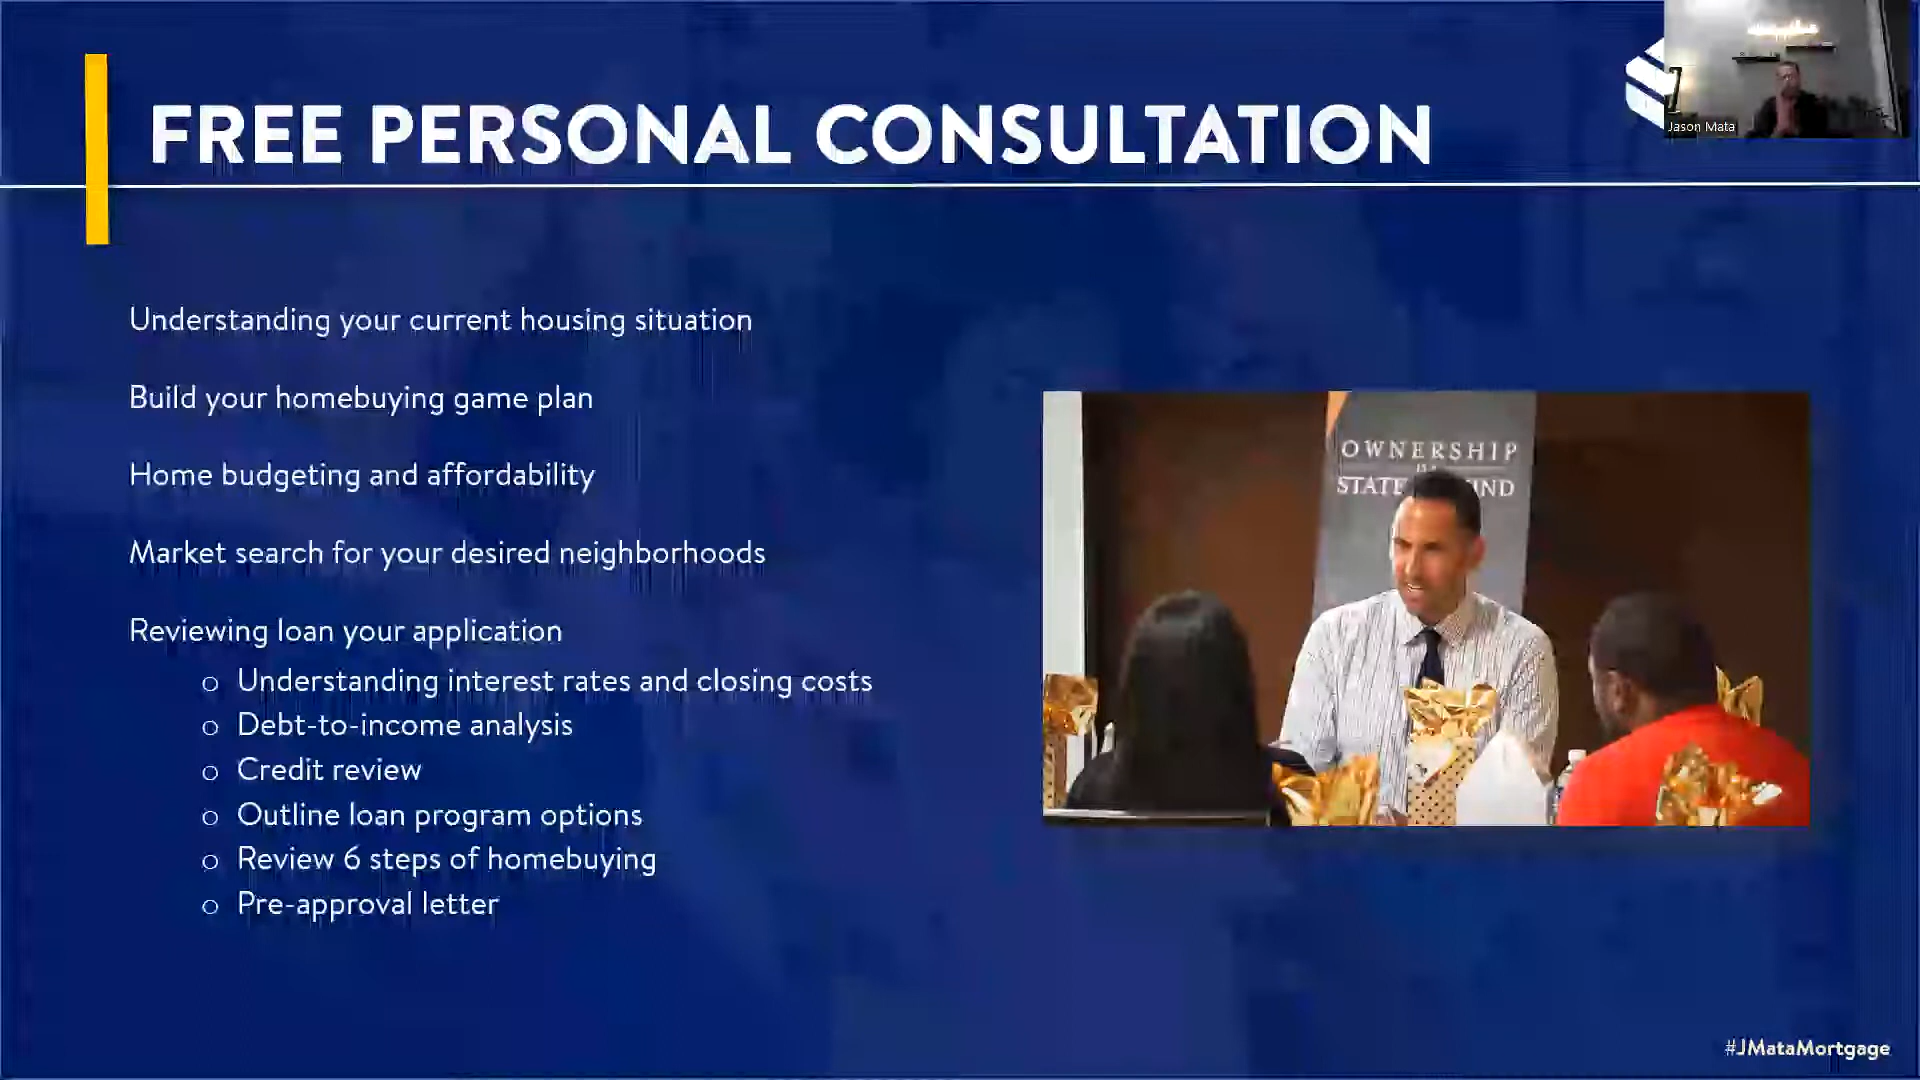 FREE PERSONAL CONSULTATION
Jason Mata
Understanding your current housing situation
Build your homebuying game plan
Home budgeting and affordability
Market search for your desired neighborhoods
Reviewing loan your application
o Understanding interest rates and closing costs
o Debt-to-income analysis
o Credit review
o Outline loan program options
o Review 6 steps of homebuying
o Pre-approval letter
OWNERSHIP
STATE
#JMataMortgage